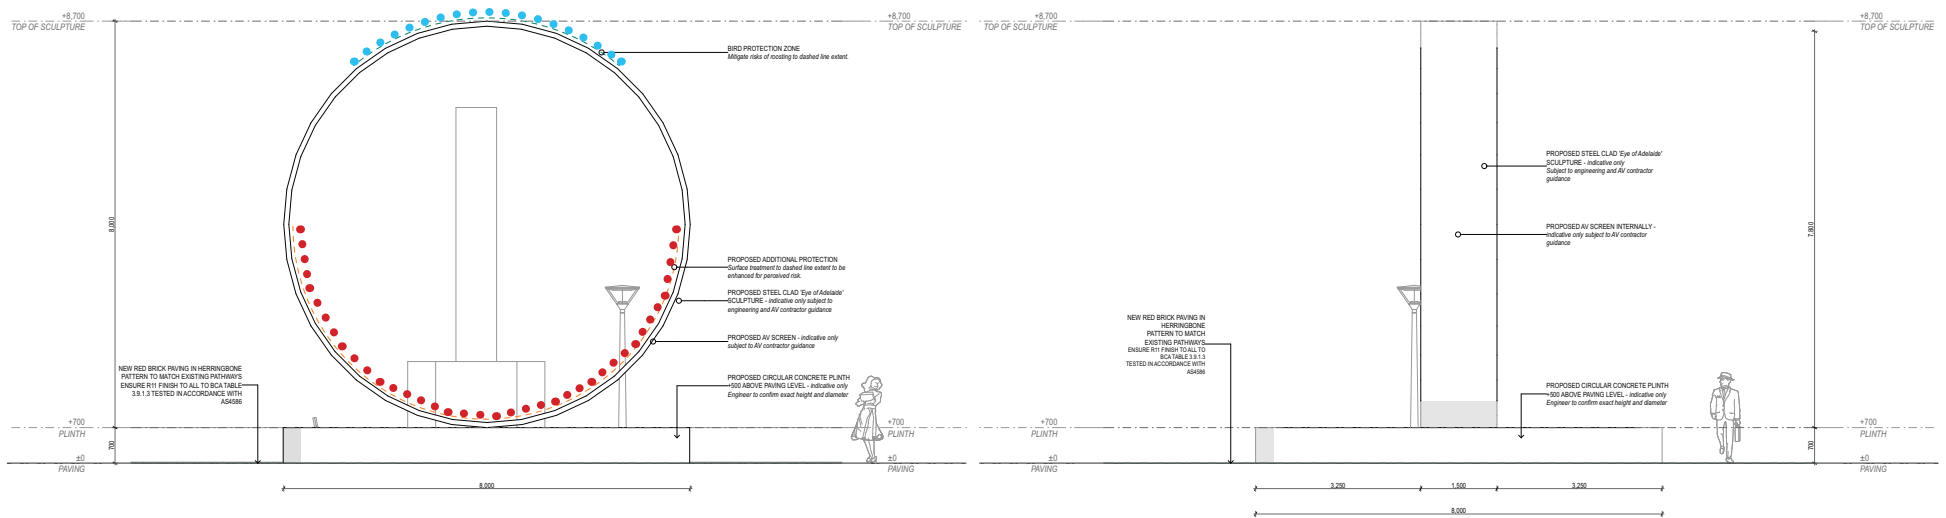 +8,700
TOP OF SCULPTURE
BIRD PROTECTION ZONE
Mitigate risks of roosting to dashed line extent.
8,000
PROPOSED ADDITIONAL PROTECTION
Surface treatment to dashed line extent to be
enhanced for perceived risk.
PROPOSED STEEL CLAD 'Eye of Adelaide'
SCULPTURE - indicative only subject to
engineering and AV contractor guidance
PROPOSED AV SCREEN - indicative only
subject to AV contractor guidance
NEW RED BRICK PAVING IN HERRINGBONE
PATTERN TO MATCH EXISTING PATHWAYS
ENSURE R11 FINISH TO ALL TO BCA TABLE
3.9.1.3 TESTED IN ACCORDANCE WITH
AS4586
PROPOSED CIRCULAR CONCRETE PLINTH
+500 ABOVE PAVING LEVEL - indicative only
Engineer to confirm exact height and diameter
+700
PLINTH
700
±0
PAVING
8,000
+8,700
TOP OF SCULPTURE
+700
PLINTH
±0
PAVING
+8,700
TOP OF SCULPTURE
+8,700
TOP OF SCULPTURE
PROPOSED STEEL CLAD 'Eye of Adelaide'
SCULPTURE - indicative only
Subject to engineering and AV contractor
guidance
PROPOSED AV SCREEN INTERNALLY -
indicative only subject to AV contractor
guidance
7,800
NEW RED BRICK PAVING IN
HERRINGBONE
PATTERN TO MATCH
EXISTING PATHWAYS
ENSURE R11 FINISH TO ALL TO
BCA TABLE 3.9.1.3
TESTED IN ACCORDANCE WITH
AS4586
PROPOSED CIRCULAR CONCRETE PLINTH
+500 ABOVE PAVING LEVEL - indicative only
Engineer to confirm exact height and diameter
+700
PLINTH
±0
PAVING
700
+700
PLINTH
±0
PAVING
3,250
1,500
3,250
8,000